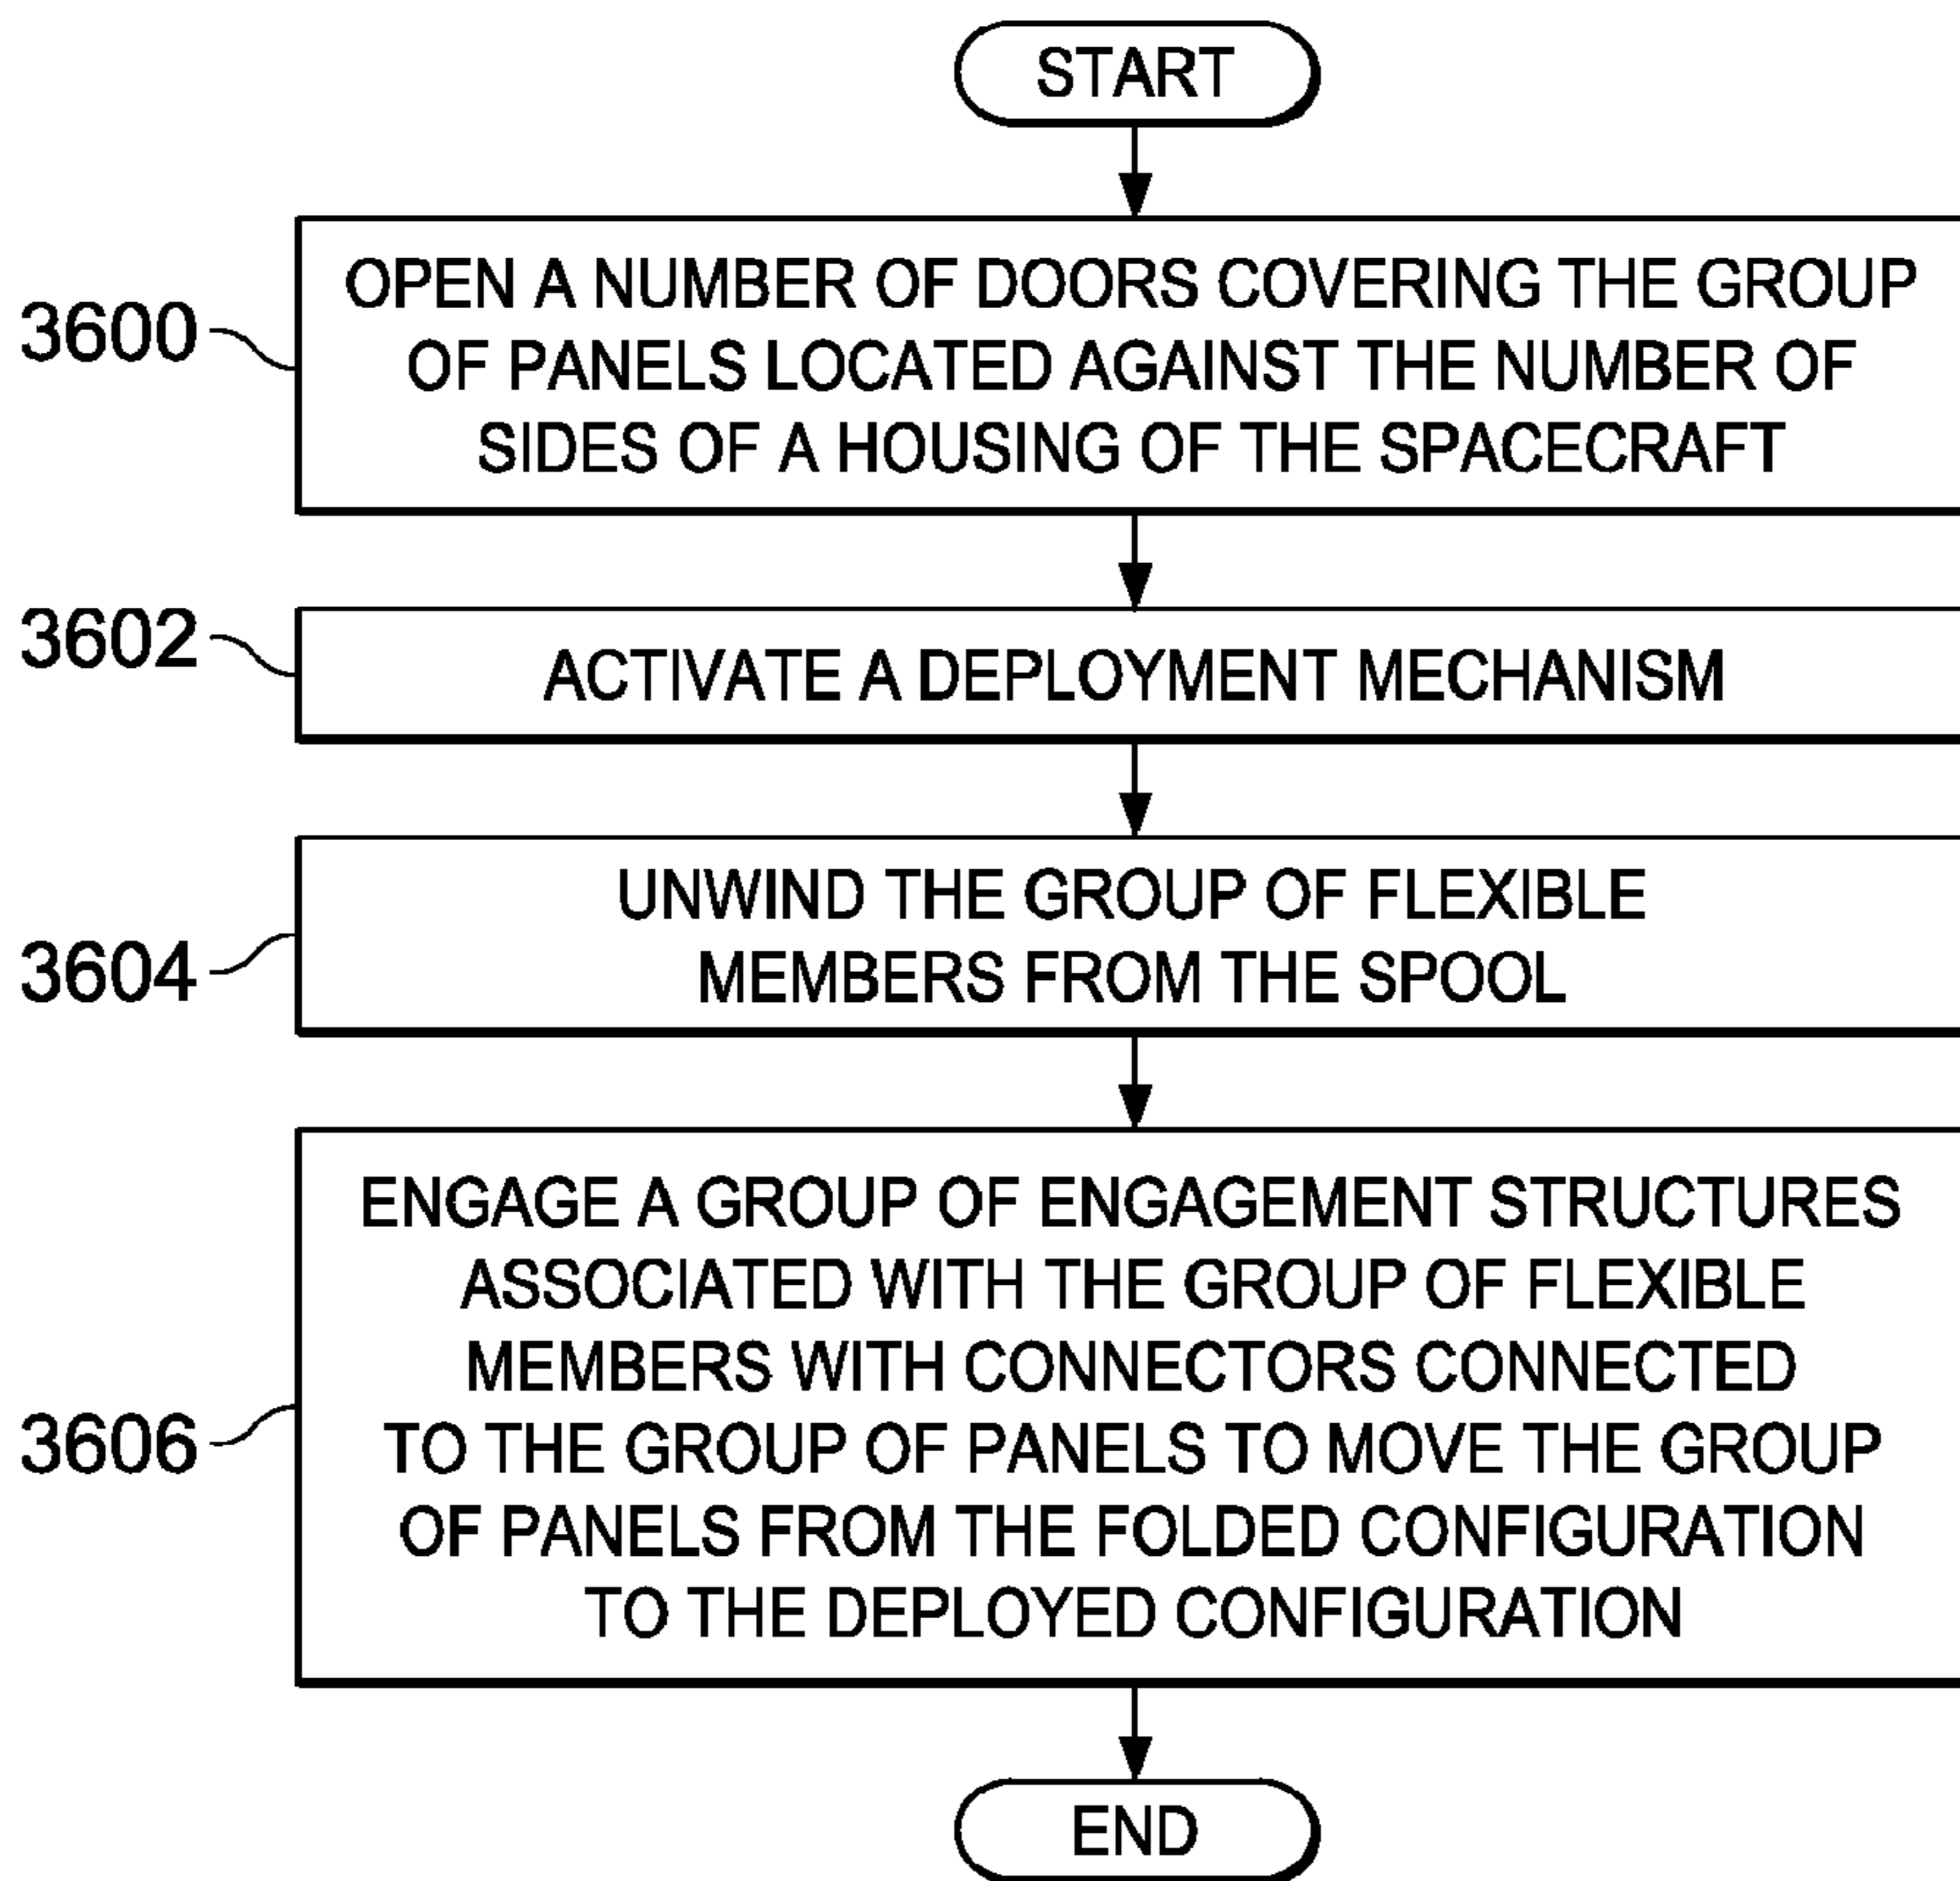 START
3600
OPEN A NUMBER OF DOORS COVERING THE GROUP
OF PANELS LOCATED AGAINST THE NUMBER OF
SIDES OF A HOUSING OF THE SPACECRAFT
3602
ACTIVATE A DEPLOYMENT MECHANISM
3604
UNWIND THE GROUP OF FLEXIBLE
MEMBERS FROM THE SPOOL
3606
ENGAGE A GROUP OF ENGAGEMENT STRUCTURES
ASSOCIATED WITH THE GROUP OF FLEXIBLE
MEMBERS WITH CONNECTORS CONNECTED
TO THE GROUP OF PANELS TO MOVE THE GROUP
OF PANELS FROM THE FOLDED CONFIGURATION
TO THE DEPLOYED CONFIGURATION
END